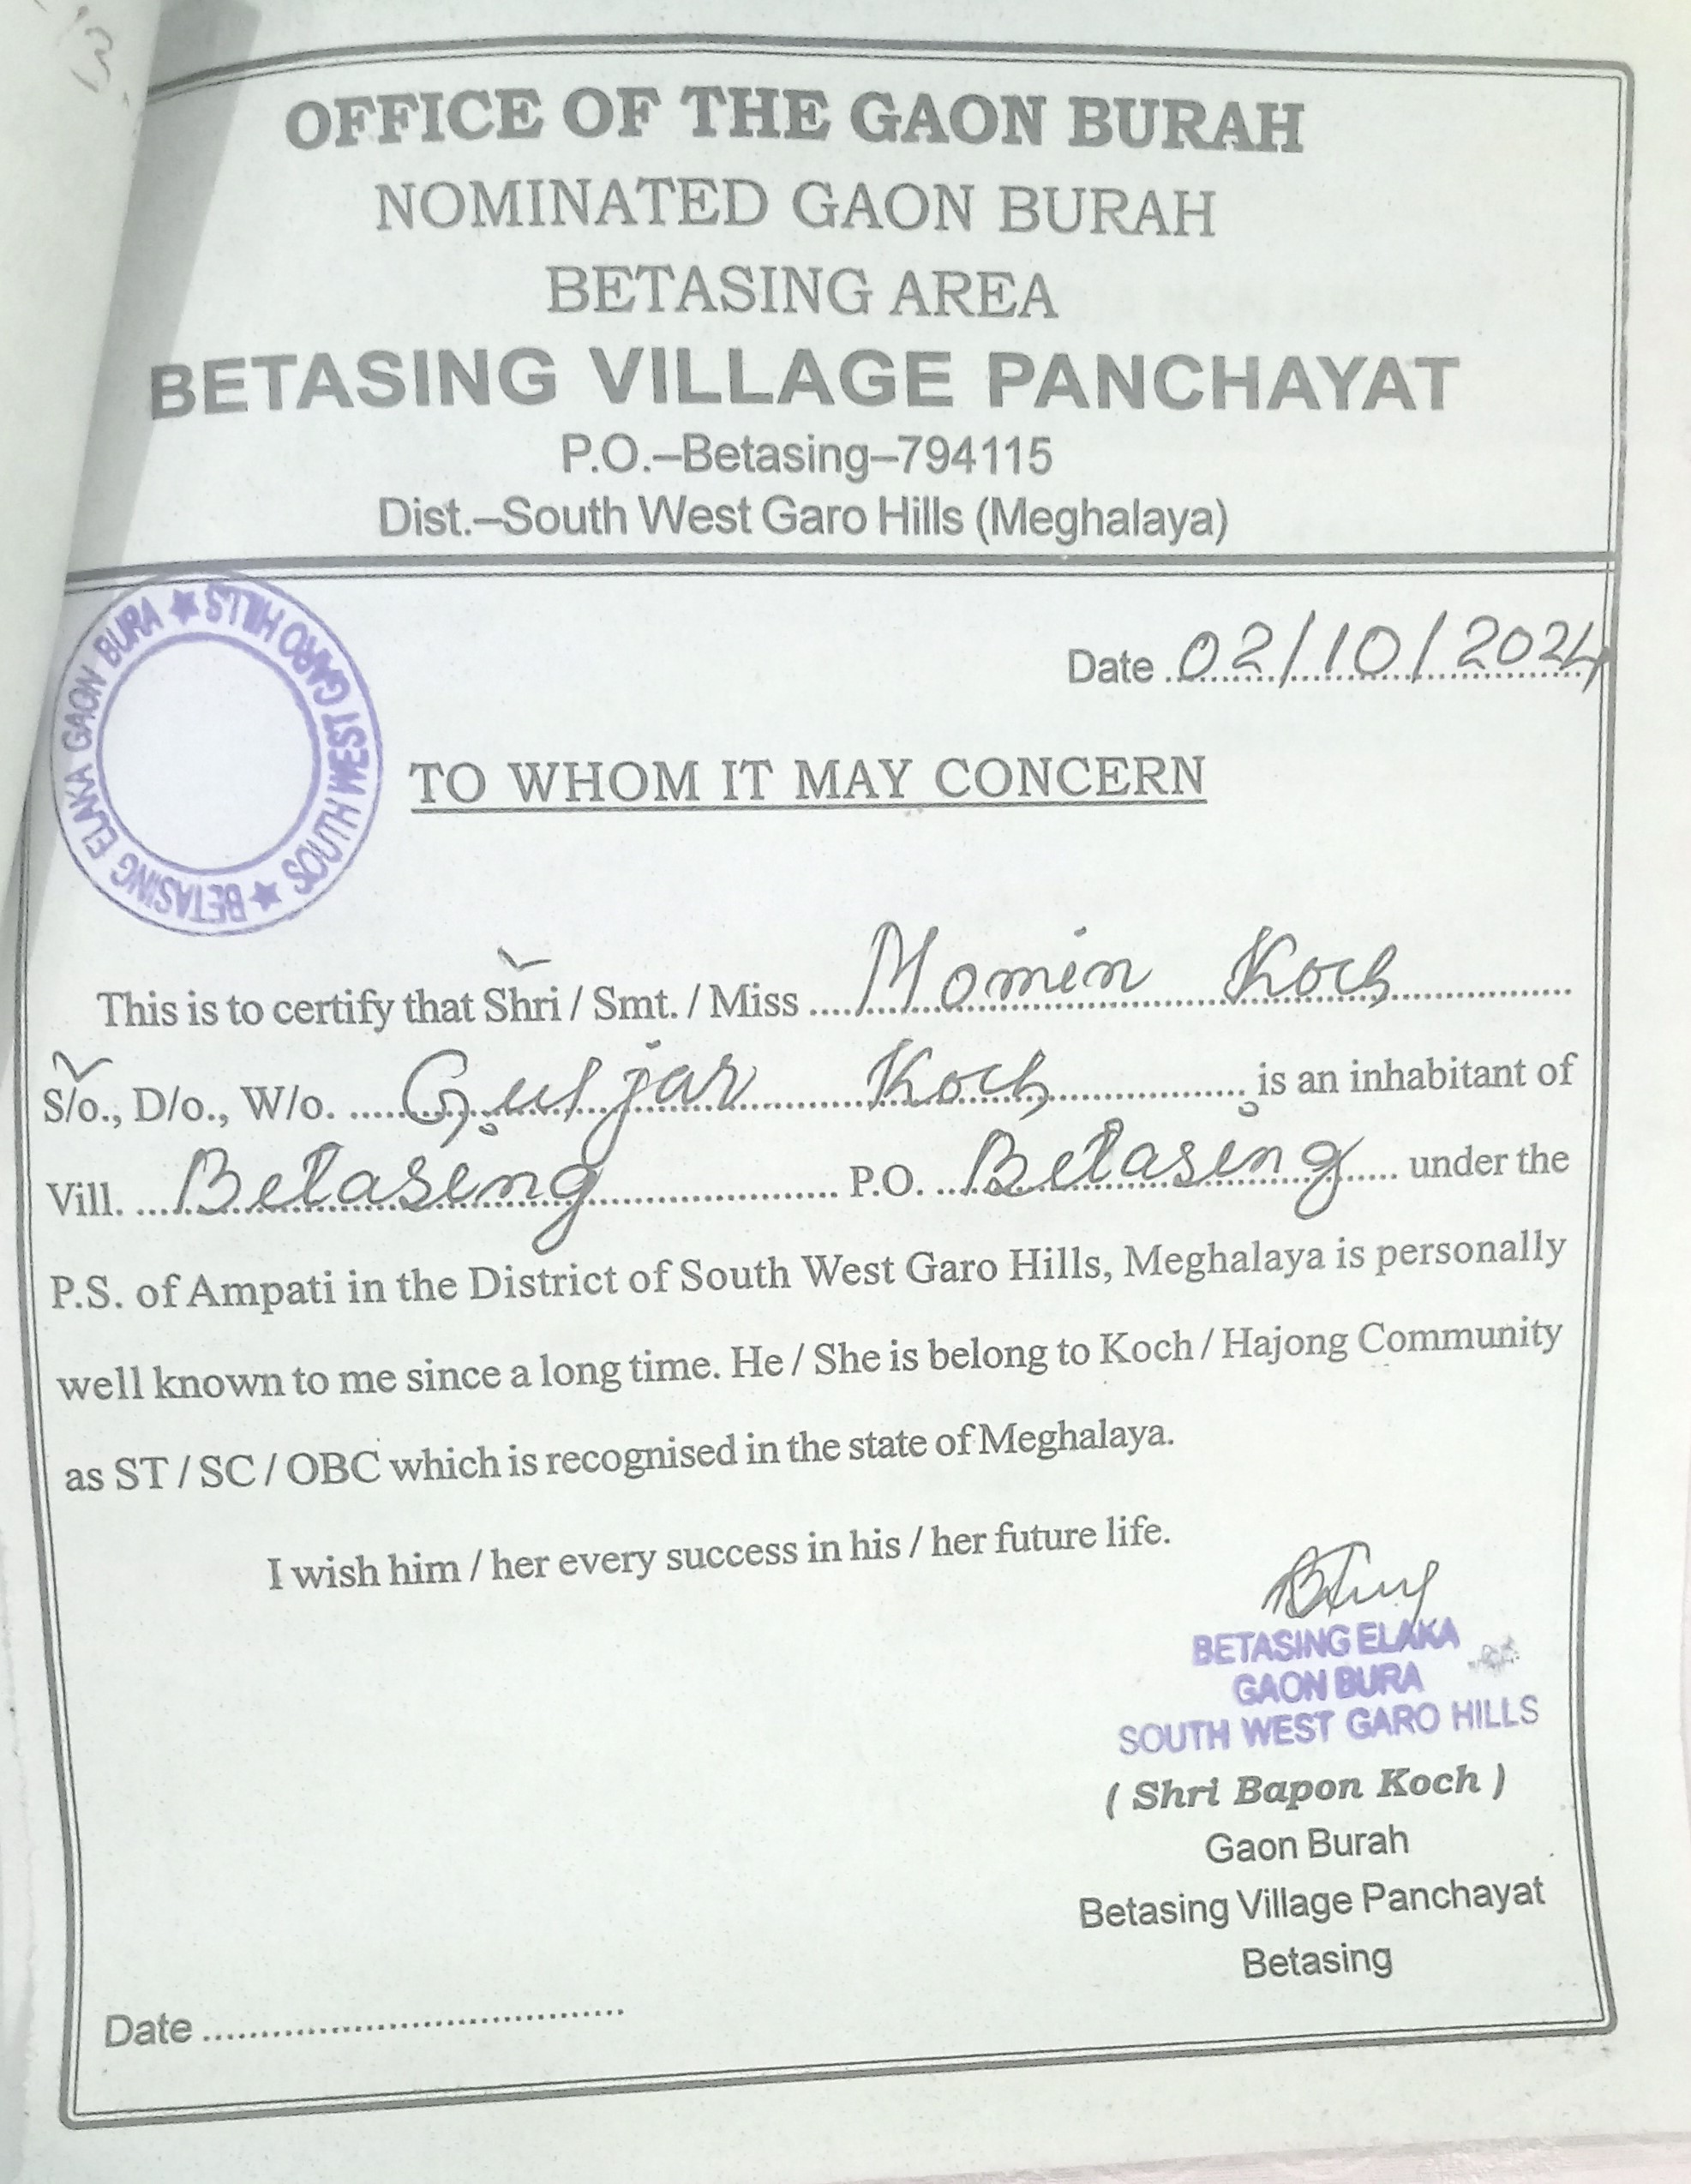 OFFICE OF THE GAON BURAH
NOMINATED GAON BURAH
BETASING AREA
BETASING VILLAGE PANCHAYAT
P.O.–Betasing–794115
Dist.–South West Garo Hills (Meghalaya)
BETASING ELAKA GAON BURA ★ SOUTH WEST GARO HILLS ★
Date 02/10/2024
TO WHOM IT MAY CONCERN
This is to certify that Shri / Smt. / Miss Momin Koch
S/o., D/o., W/o. Guljar Koch is an inhabitant of
Vill. Betasing P.O. Betasing under the
P.S. of Ampati in the District of South West Garo Hills, Meghalaya is personally
well known to me since a long time. He / She is belong to Koch / Hajong Community
as ST / SC / OBC which is recognised in the state of Meghalaya.
I wish him / her every success in his / her future life.
BETASING ELAKA
GAON BURA
SOUTH WEST GARO HILLS
( Shri Bapon Koch )
Gaon Burah
Betasing Village Panchayat
Betasing
Date